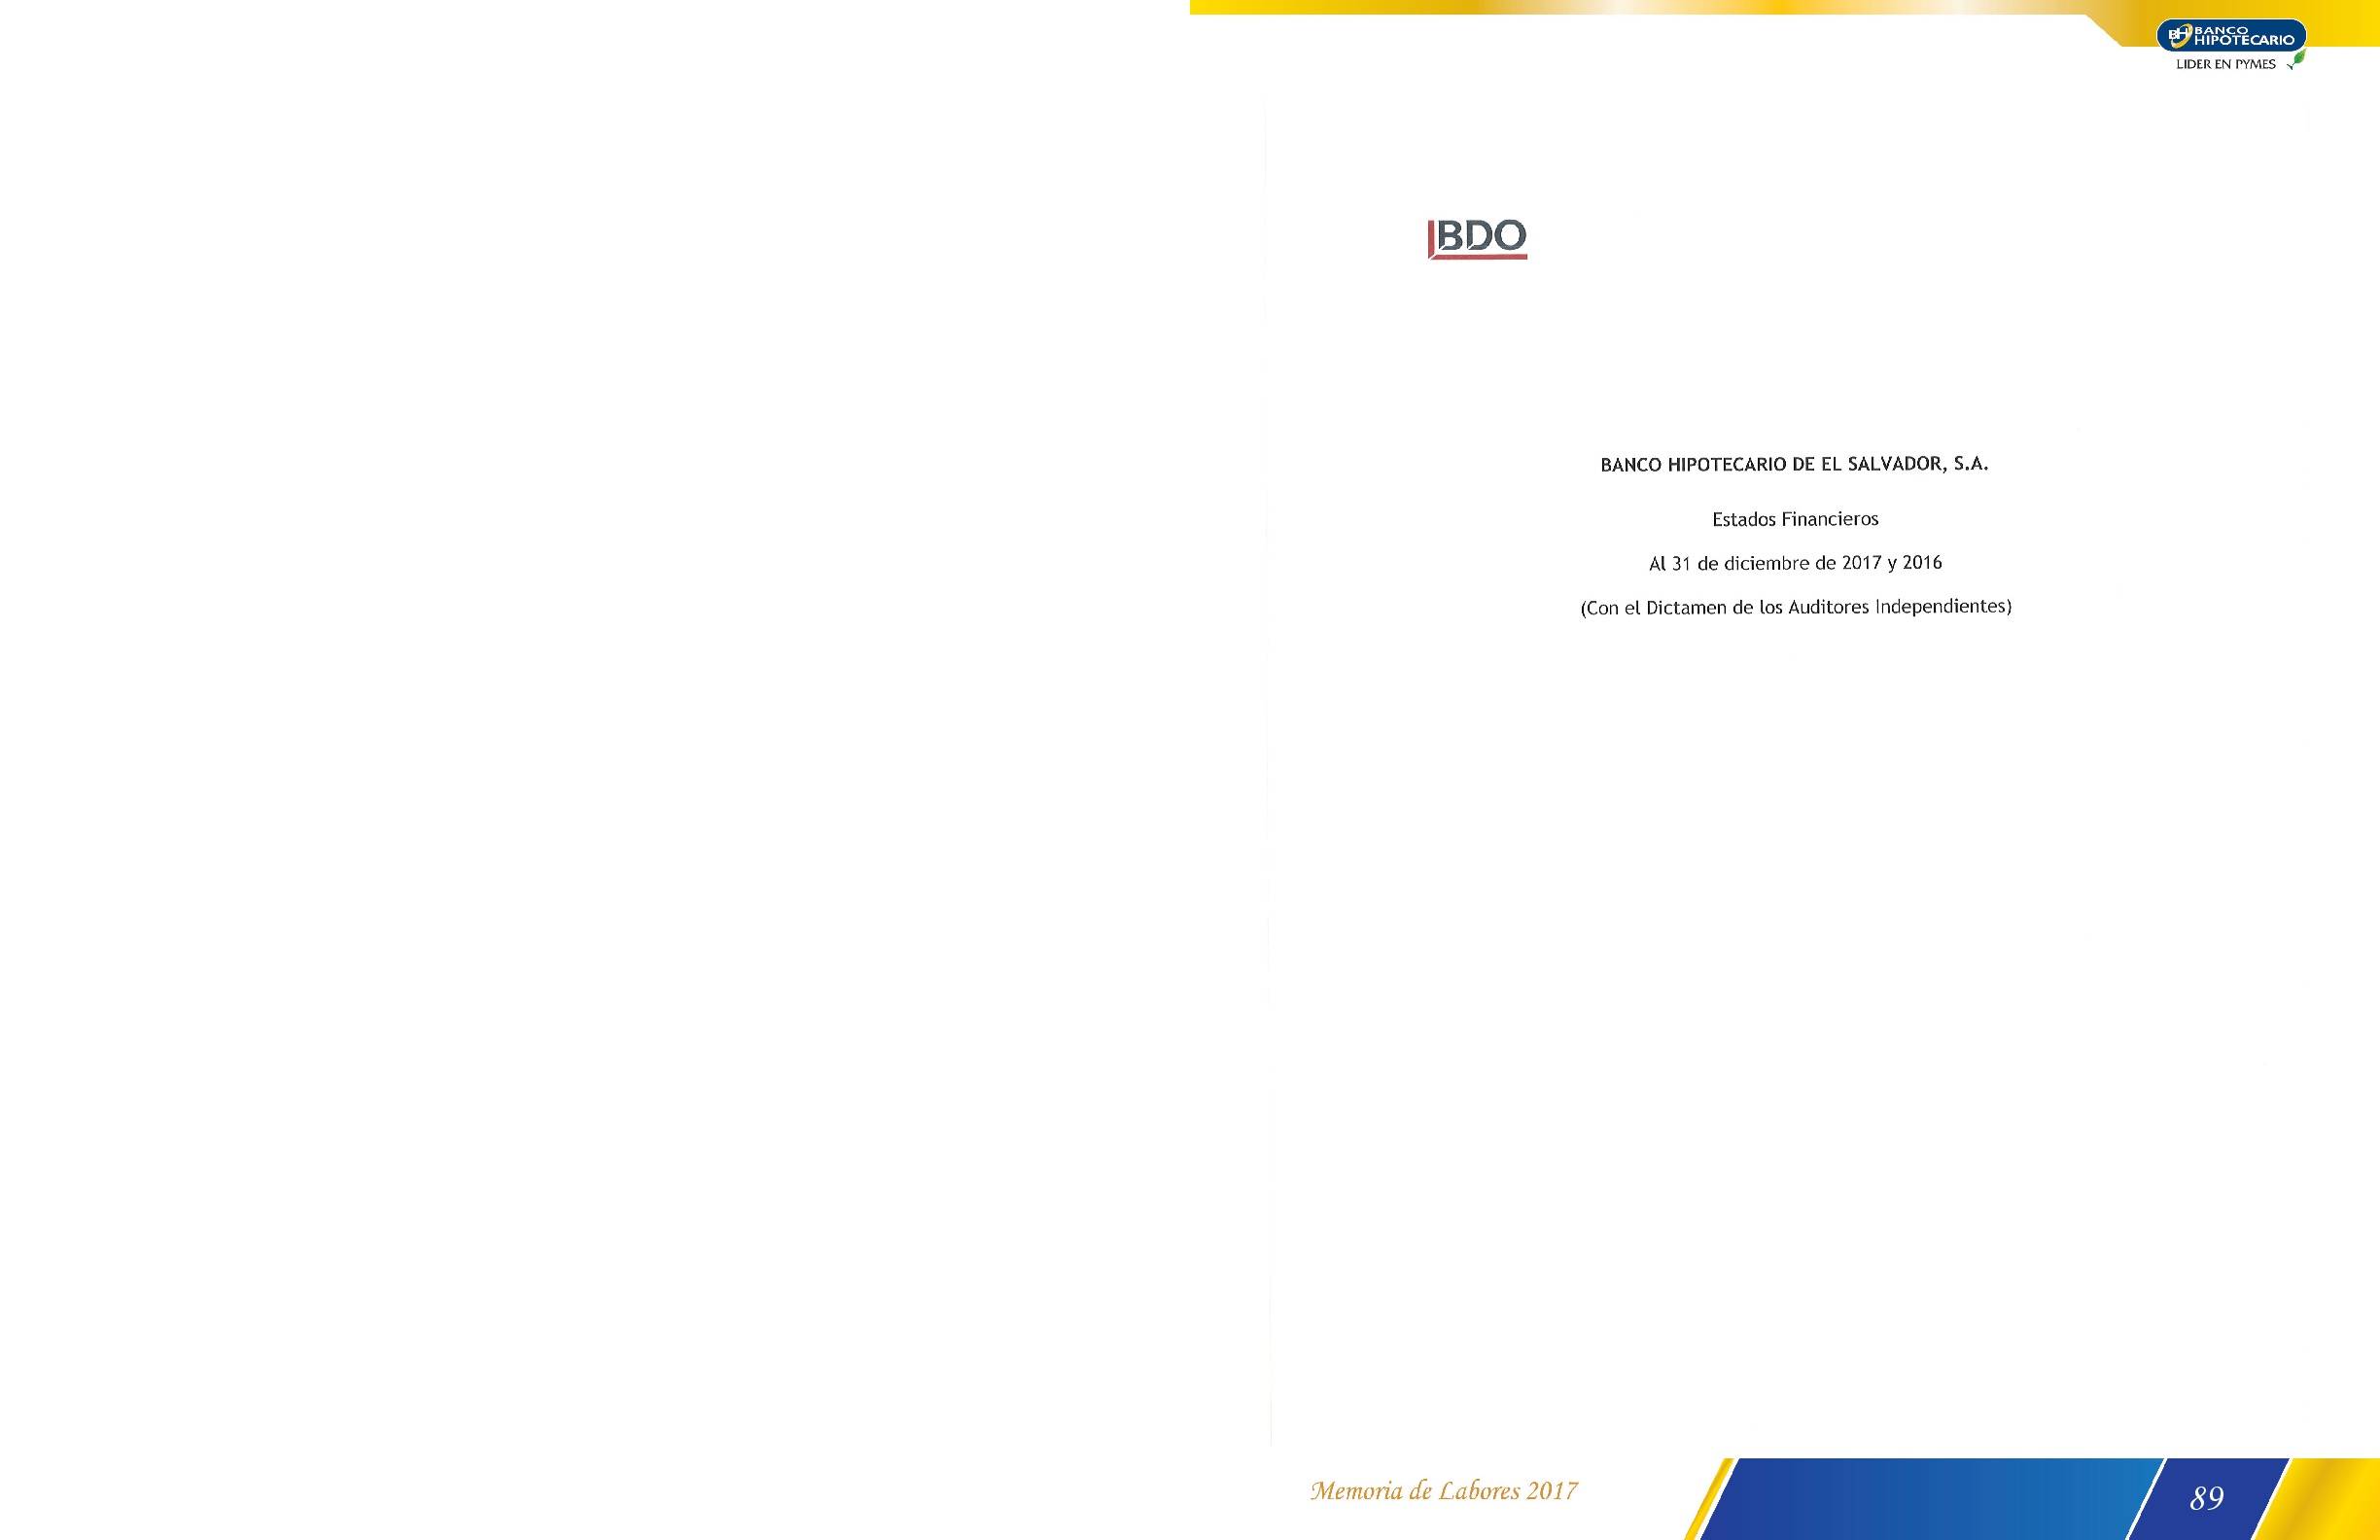 BH BANCO
HIPOTECARIO
LIDER EN PYMES
BDO
BANCO HIPOTECARIO DE EL SALVADOR, S.A.
Estados Financieros
Al 31 de diciembre de 2017 y 2016
(Con el Dictamen de los Auditores Independientes)
Memoria de Labores 2017
89